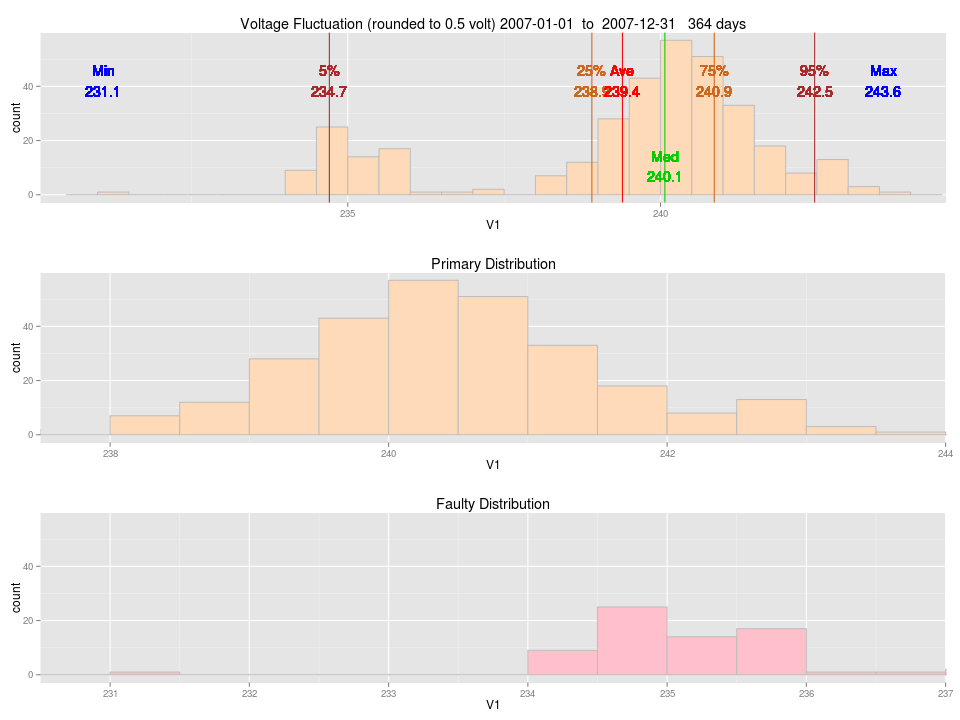 Voltage Fluctuation (rounded to 0.5 volt) 2007-01-01 to 2007-12-31 364 days
Min 5% 25% Ave 75% 95% Max
231.1 234.7 238.9 239.4 240.9 242.5 243.6
Med
240.1
count
40
20
0
235 240
V1
Primary Distribution
count
40
20
0
238 240 242 244
V1
Faulty Distribution
count
40
20
0
231 232 233 234 235 236 237
V1